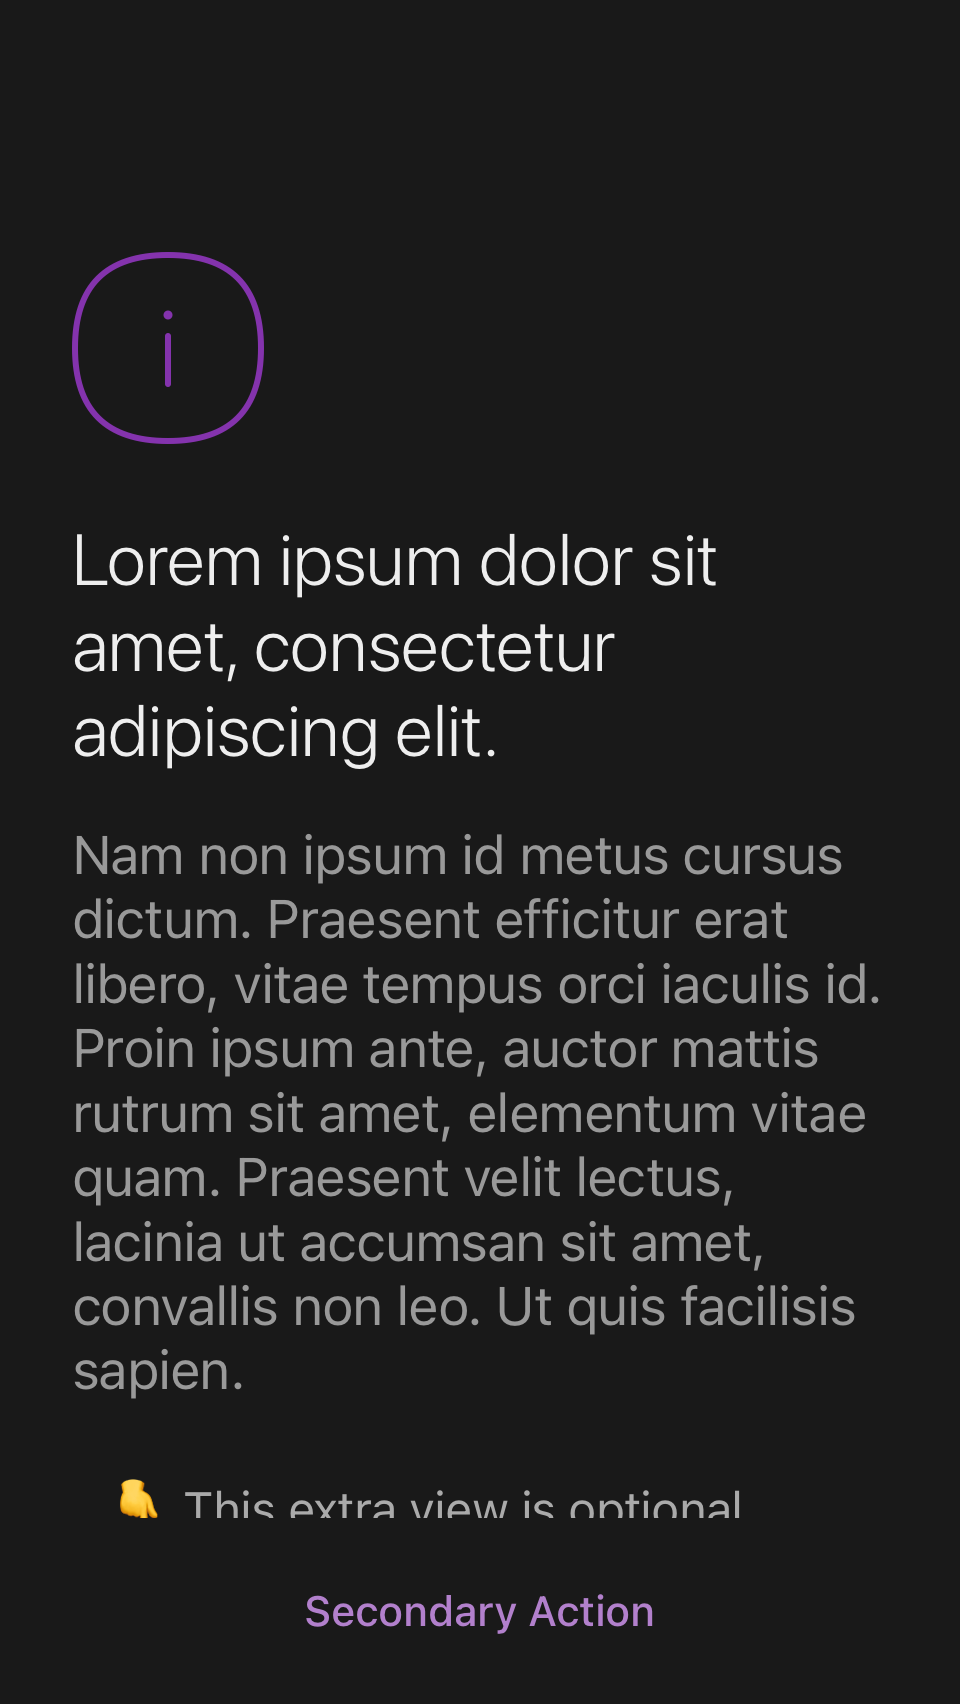 Lorem ipsum dolor sit
amet, consectetur
adipiscing elit.
Nam non ipsum id metus cursus
dictum. Praesent efficitur erat
libero, vitae tempus orci iaculis id.
Proin ipsum ante, auctor mattis
rutrum sit amet, elementum vitae
quam. Praesent velit lectus,
lacinia ut accumsan sit amet,
convallis non leo. Ut quis facilisis
sapien.
👇 This extra view is optional
Secondary Action